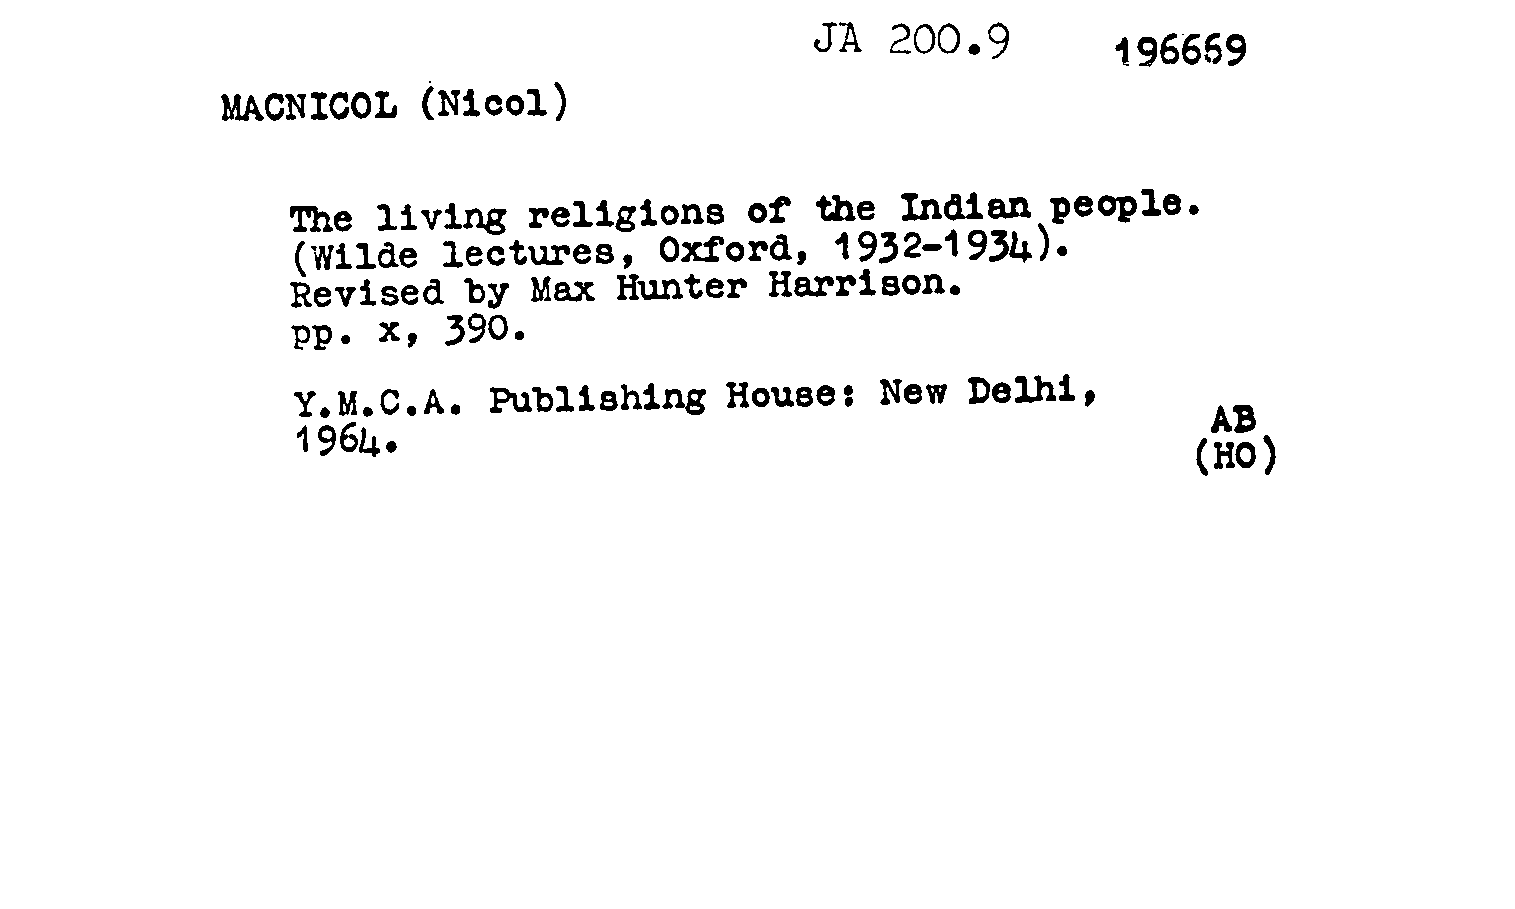 JA 200.9 196669
MACNICOL (Nicol)
The living religions of the Indian people.
(Wilde lectures, Oxford, 1932-1934).
Revised by Max Hunter Harrison.
pp. x, 390.
Y.M.C.A. Publishing House: New Delhi,
1964.
AB
(HO)